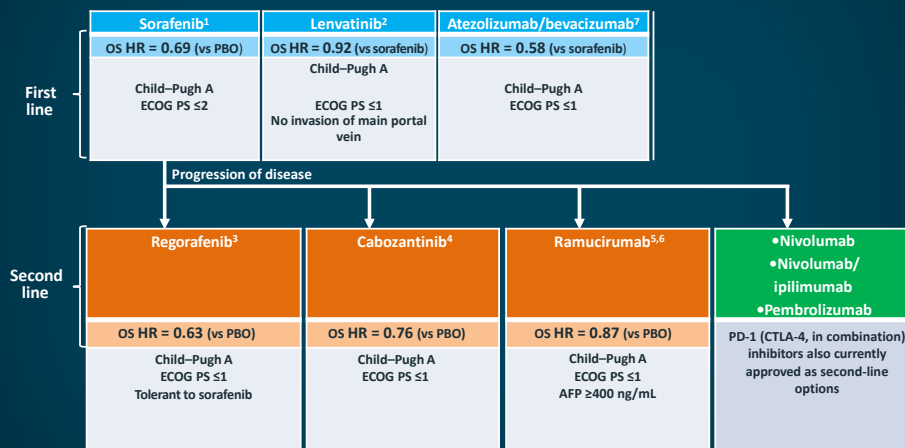 Sorafenib¹
OS HR = 0.69 (vs PBO)
Child–Pugh A
ECOG PS ≤2
Lenvatinib²
OS HR = 0.92 (vs sorafenib)
Child–Pugh A
ECOG PS ≤1
No invasion of main portal
vein
Atezolizumab/bevacizumab⁷
OS HR = 0.58 (vs sorafenib)
Child–Pugh A
ECOG PS ≤1
First
line
Progression of disease
Second
line
Regorafenib³
OS HR = 0.63 (vs PBO)
Child–Pugh A
ECOG PS ≤1
Tolerant to sorafenib
Cabozantinib⁴
OS HR = 0.76 (vs PBO)
Child–Pugh A
ECOG PS ≤1
Ramucirumab⁵,⁶
OS HR = 0.87 (vs PBO)
Child–Pugh A
ECOG PS ≤1
AFP ≥400 ng/mL
•Nivolumab
•Nivolumab/
ipilimumab
•Pembrolizumab
PD-1 (CTLA-4, in combination)
inhibitors also currently
approved as second-line
options